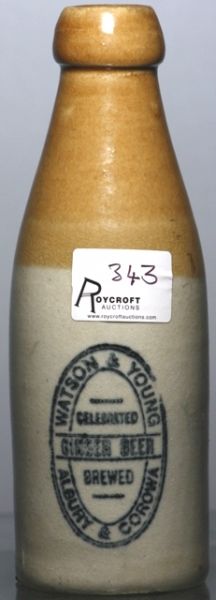 343
ROYCROFT
AUCTIONS
www.roycroftauctions.com
WATSON & YOUNG
CELEBRATED
GINGER BEER
BREWED
ALBURY & COROWA